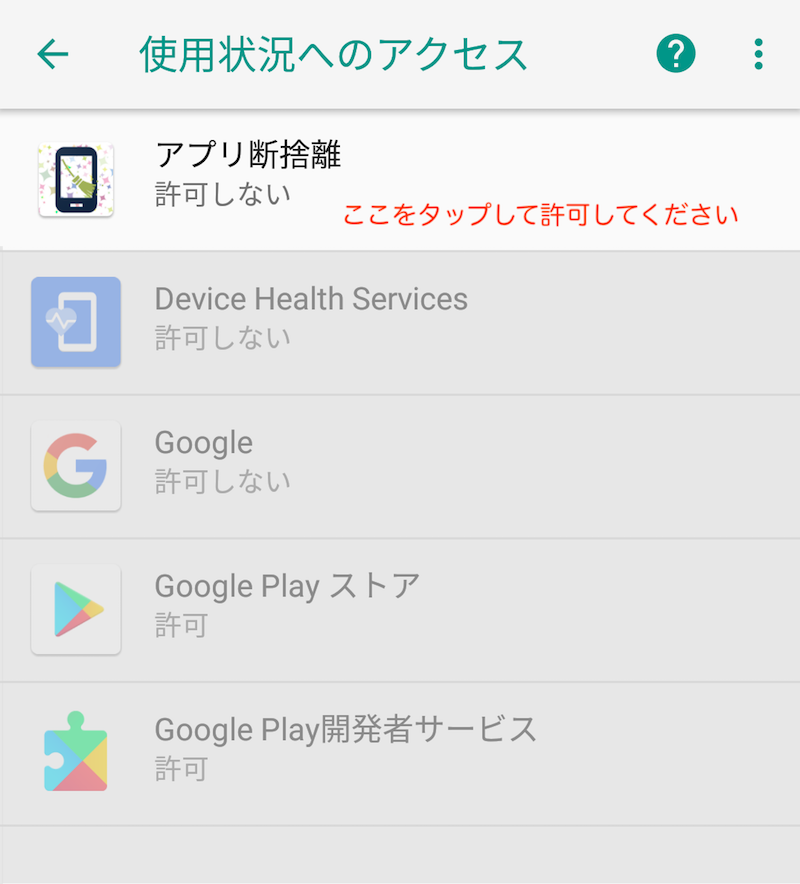 使用状況へのアクセス
アプリ断捨離
許可しない
ここをタップして許可してください
Device Health Services
許可しない
Google
許可しない
Google Play ストア
許可
Google Play開発者サービス
許可